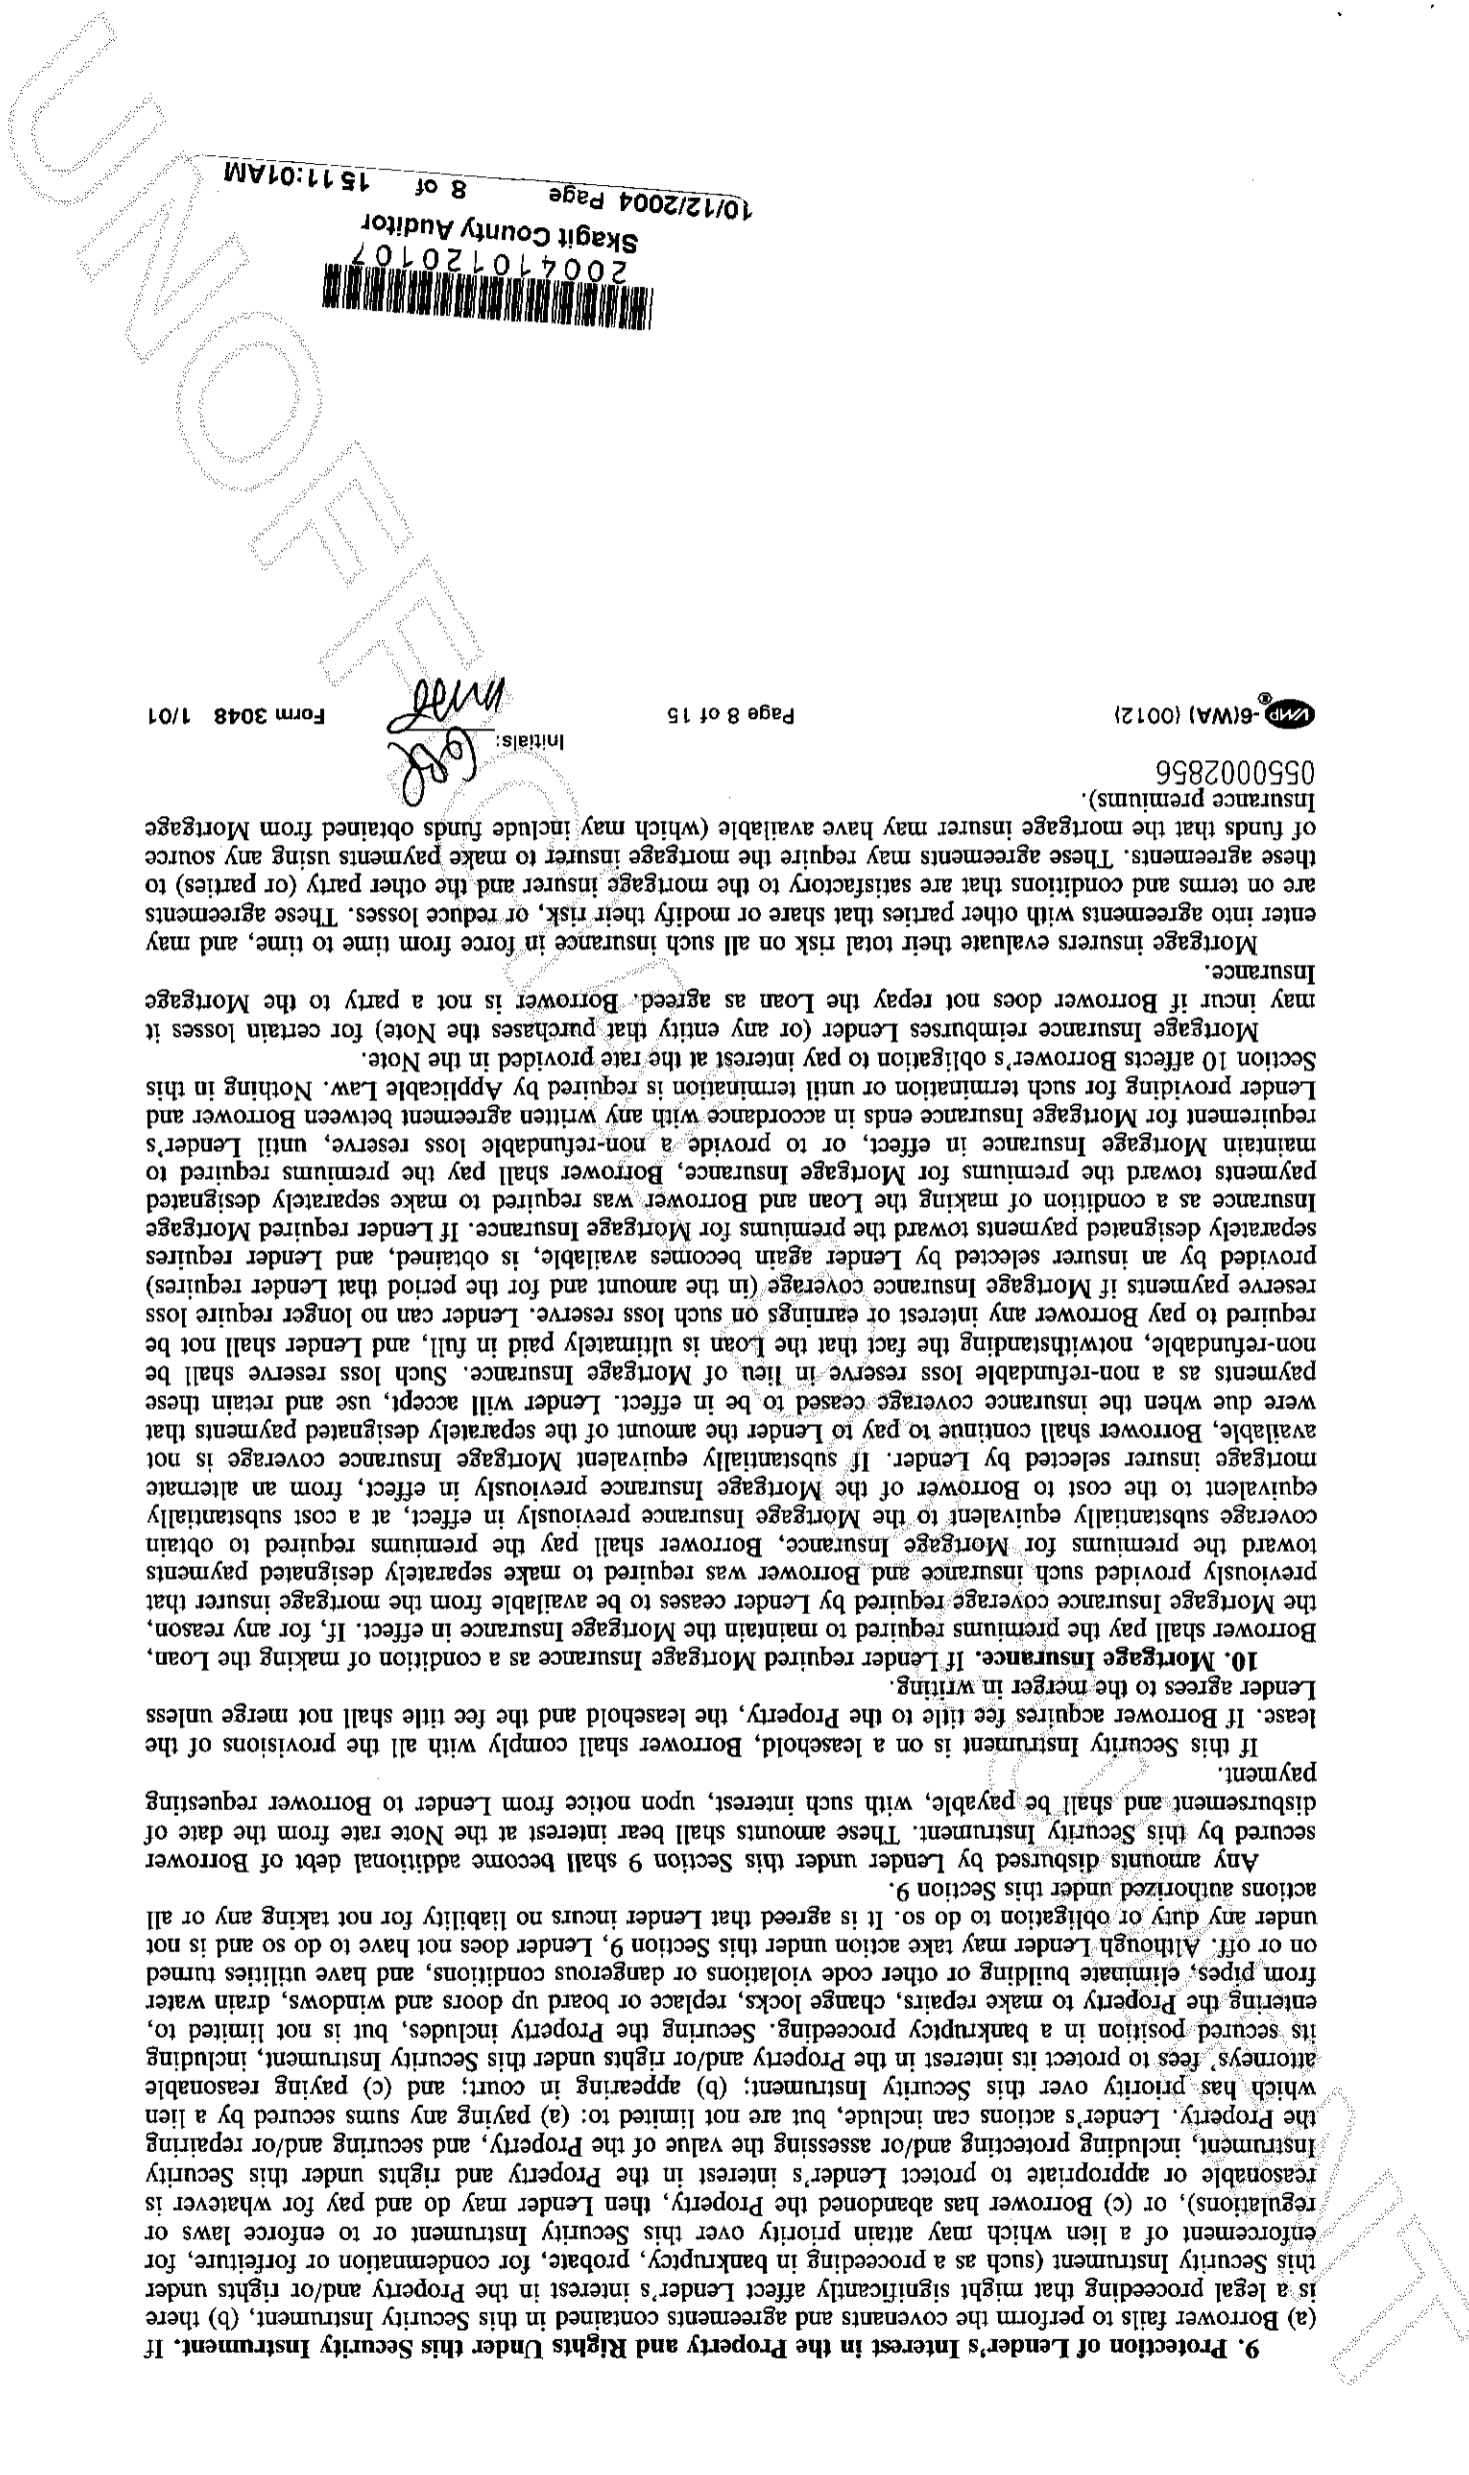 9. Protection of Lender's Interest in the Property and Rights Under this Security Instrument. If
(a) Borrower fails to perform the covenants and agreements contained in this Security Instrument, (b) there
is a legal proceeding that might significantly affect Lender's interest in the Property and/or rights under
this Security Instrument (such as a proceeding in bankruptcy, probate, for condemnation or forfeiture, for
enforcement of a lien which may attain priority over this Security Instrument or to enforce laws or
regulations), or (c) Borrower has abandoned the Property, then Lender may do and pay for whatever is
reasonable or appropriate to protect Lender's interest in the Property and rights under this Security
Instrument, including protecting and/or assessing the value of the Property, and securing and/or repairing
the Property. Lender's actions can include, but are not limited to: (a) paying any sums secured by a lien
which has priority over this Security Instrument; (b) appearing in court; and (c) paying reasonable
attorneys' fees to protect its interest in the Property and/or rights under this Security Instrument, including
its secured position in a bankruptcy proceeding. Securing the Property includes, but is not limited to,
entering the Property to make repairs, change locks, replace or board up doors and windows, drain water
from pipes, eliminate building or other code violations or dangerous conditions, and have utilities turned
on or off. Although Lender may take action under this Section 9, Lender does not have to do so and is not
under any duty or obligation to do so. It is agreed that Lender incurs no liability for not taking any or all
actions authorized under this Section 9.
Any amounts disbursed by Lender under this Section 9 shall become additional debt of Borrower
secured by this Security Instrument. These amounts shall bear interest at the Note rate from the date of
disbursement and shall be payable, with such interest, upon notice from Lender to Borrower requesting
payment.
If this Security Instrument is on a leasehold, Borrower shall comply with all the provisions of the
lease. If Borrower acquires fee title to the Property, the leasehold and the fee title shall not merge unless
Lender agrees to the merger in writing.
10. Mortgage Insurance. If Lender required Mortgage Insurance as a condition of making the Loan,
Borrower shall pay the premiums required to maintain the Mortgage Insurance in effect. If, for any reason,
the Mortgage Insurance coverage required by Lender ceases to be available from the mortgage insurer that
previously provided such insurance and Borrower was required to make separately designated payments
toward the premiums for Mortgage Insurance, Borrower shall pay the premiums required to obtain
coverage substantially equivalent to the Mortgage Insurance previously in effect, at a cost substantially
equivalent to the cost to Borrower of the Mortgage Insurance previously in effect, from an alternate
mortgage insurer selected by Lender. If substantially equivalent Mortgage Insurance coverage is not
available, Borrower shall continue to pay to Lender the amount of the separately designated payments that
were due when the insurance coverage ceased to be in effect. Lender will accept, use and retain these
payments as a non-refundable loss reserve in lieu of Mortgage Insurance. Such loss reserve shall be
non-refundable, notwithstanding the fact that the Loan is ultimately paid in full, and Lender shall not be
required to pay Borrower any interest or earnings on such loss reserve. Lender can no longer require loss
reserve payments if Mortgage Insurance coverage (in the amount and for the period that Lender requires)
provided by an insurer selected by Lender again becomes available, is obtained, and Lender requires
separately designated payments toward the premiums for Mortgage Insurance. If Lender required Mortgage
Insurance as a condition of making the Loan and Borrower was required to make separately designated
payments toward the premiums for Mortgage Insurance, Borrower shall pay the premiums required to
maintain Mortgage Insurance in effect, or to provide a non-refundable loss reserve, until Lender's
requirement for Mortgage Insurance ends in accordance with any written agreement between Borrower and
Lender providing for such termination or until termination is required by Applicable Law. Nothing in this
Section 10 affects Borrower's obligation to pay interest at the rate provided in the Note.
Mortgage Insurance reimburses Lender (or any entity that purchases the Note) for certain losses it
may incur if Borrower does not repay the Loan as agreed. Borrower is not a party to the Mortgage
Insurance.
Mortgage insurers evaluate their total risk on all such insurance in force from time to time, and may
enter into agreements with other parties that share or modify their risk, or reduce losses. These agreements
are on terms and conditions that are satisfactory to the mortgage insurer and the other party (or parties) to
these agreements. These agreements may require the mortgage insurer to make payments using any source
of funds that the mortgage insurer may have available (which may include funds obtained from Mortgage
Insurance premiums).
0550002856
Initials:
VMP®-6(WA) (0012) Page 8 of 15 Form 3048 1/01
200410120107
Skagit County Auditor
10/12/2004 Page 8 of 15 11:01AM
UNOFFICIAL DOCUMENT